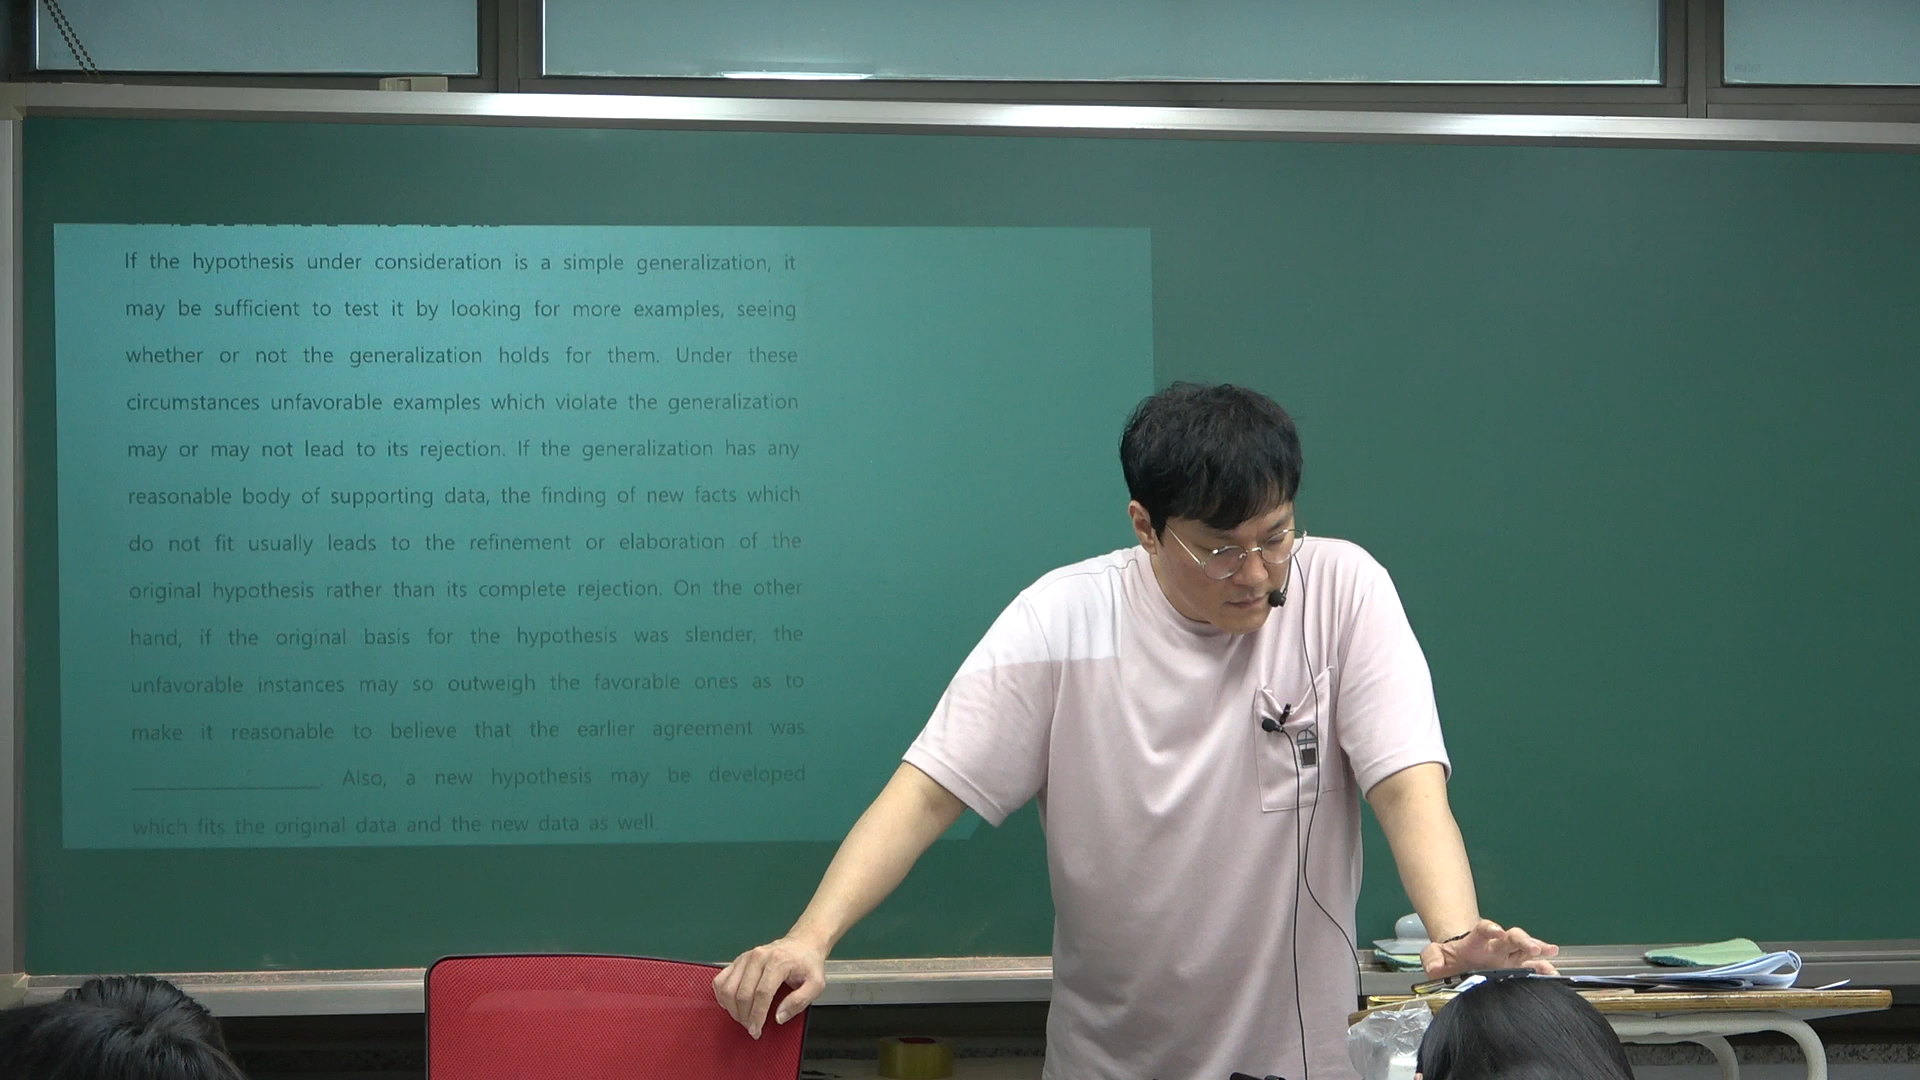 If the hypothesis under consideration is a simple generalization, it
may be sufficient to test it by looking for more examples, seeing
whether or not the generalization holds for them. Under these
circumstances unfavorable examples which violate the generalization
may or may not lead to its rejection. If the generalization has any
reasonable body of supporting data, the finding of new facts which
do not fit usually leads to the refinement or elaboration of the
original hypothesis rather than its complete rejection. On the other
hand, if the original basis for the hypothesis was slender, the
unfavorable instances may so outweigh the favorable ones as to
make it reasonable to believe that the earlier agreement was
________________. Also, a new hypothesis may be developed
which fits the original data and the new data as well.